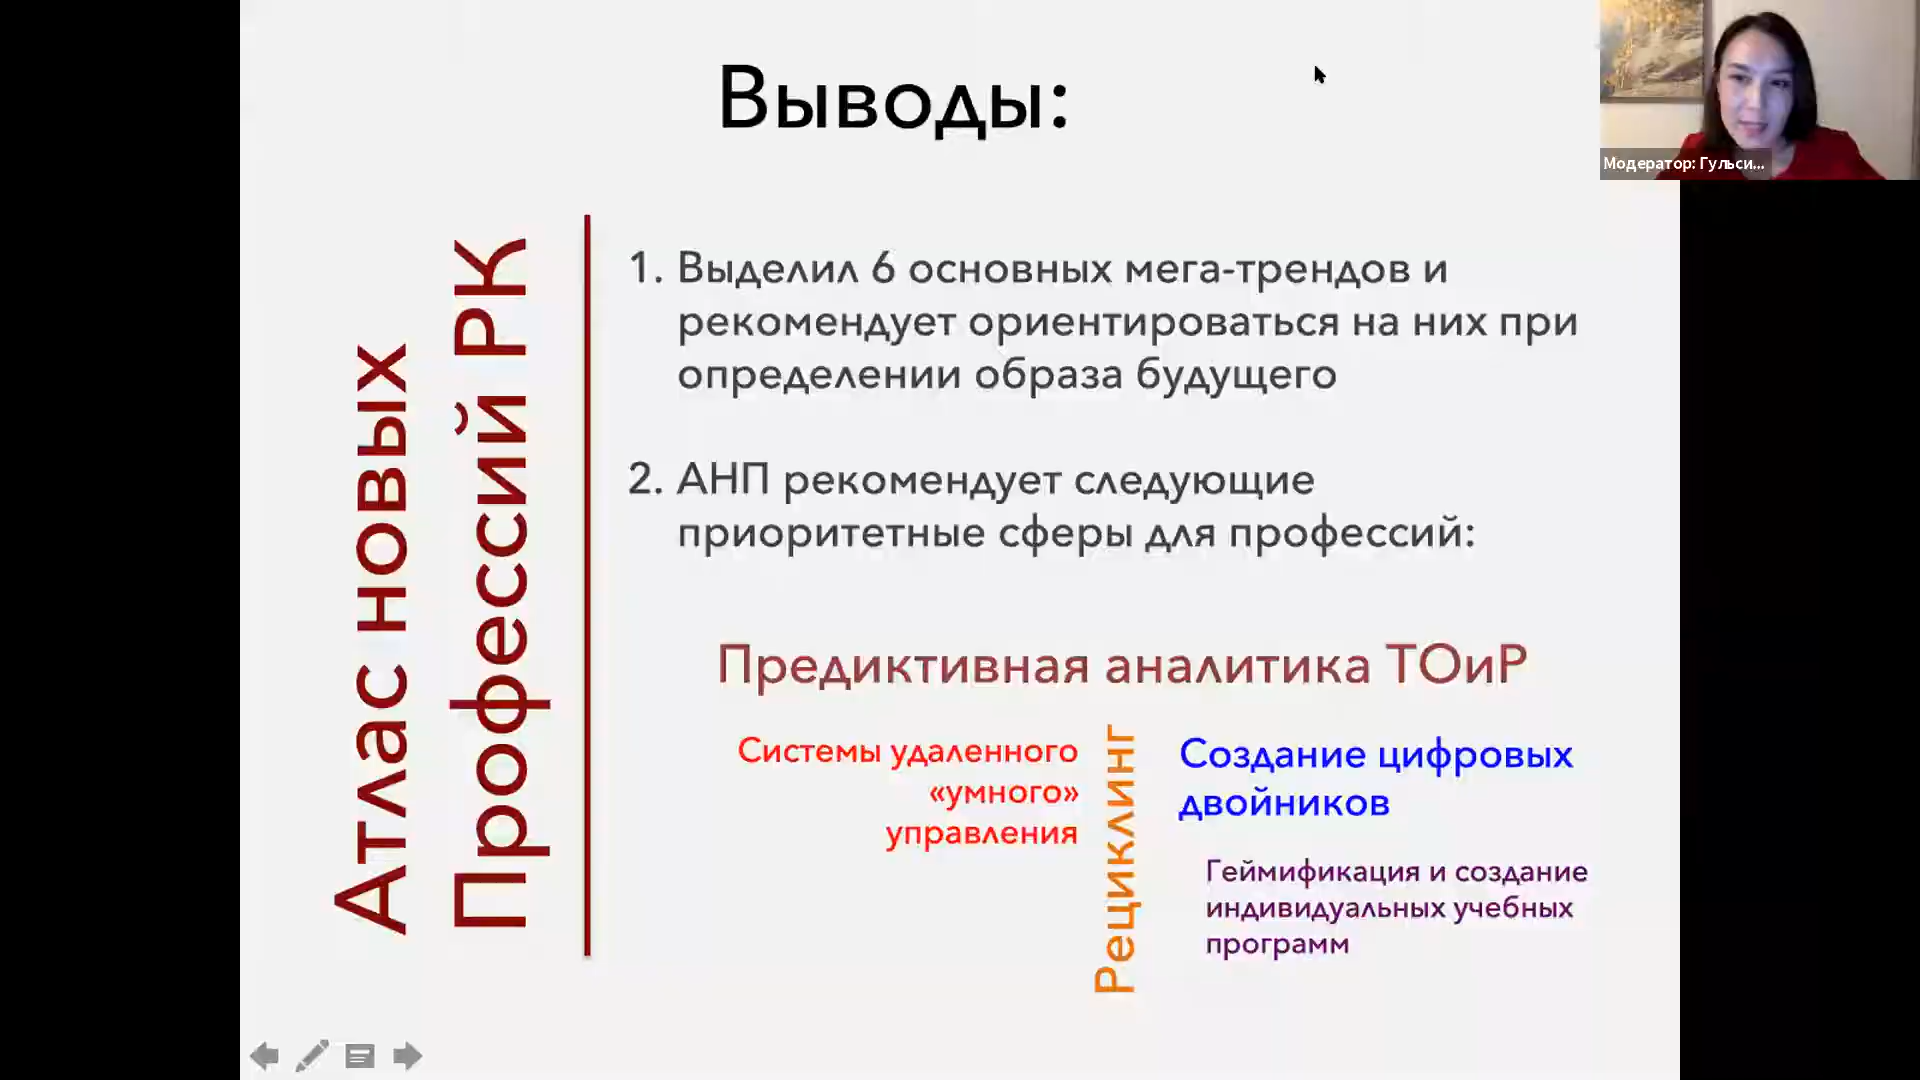 Выводы:
Модератор: Гульси...
Атлас новых
Профессий РК
1. Выделил 6 основных мега-трендов и
рекомендует ориентироваться на них при
определении образа будущего
2. АНП рекомендует следующие
приоритетные сферы для профессий:
Предиктивная аналитика ТОиР
Системы удаленного
«умного»
управления
Рециклинг
Создание цифровых
двойников
Геймификация и создание
индивидуальных учебных
программ